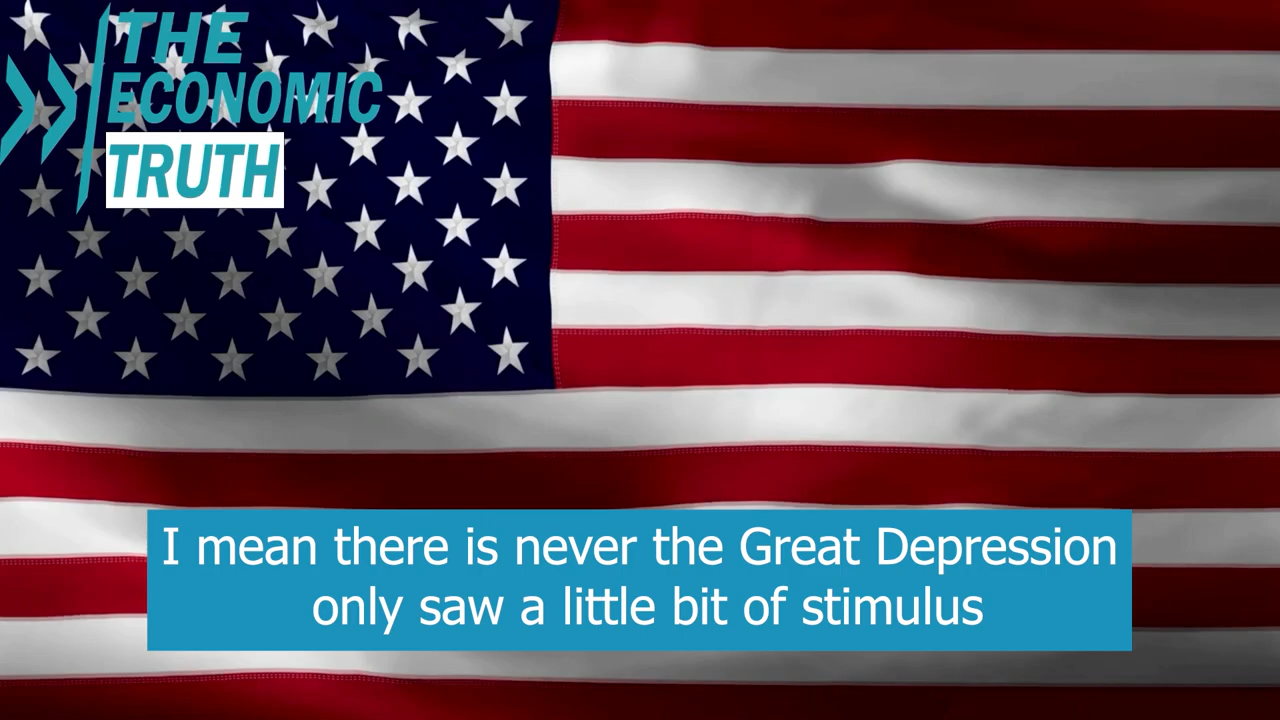 THE
ECONOMIC
TRUTH
I mean there is never the Great Depression
only saw a little bit of stimulus